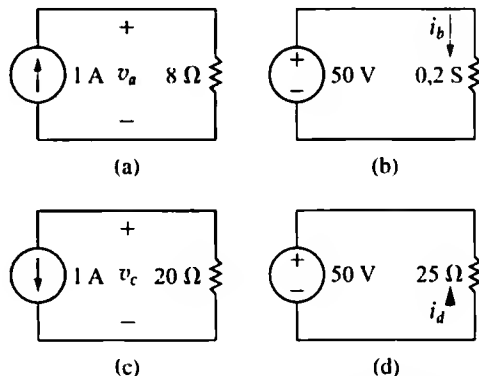 +
1 A v_a 8 Ω
−
(a)
i_b
+
− 50 V 0,2 S
(b)
+
1 A v_c 20 Ω
−
(c)
+
− 50 V 25 Ω
i_d
(d)